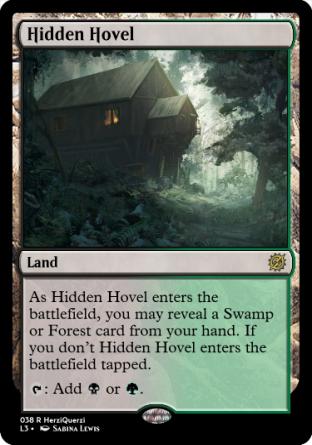 Hidden Hovel
Land
As Hidden Hovel enters the
battlefield, you may reveal a Swamp
or Forest card from your hand. If
you don't Hidden Hovel enters the
battlefield tapped.
: Add or .
038 R HerziQuerzi
L3 • Sabina Lewis